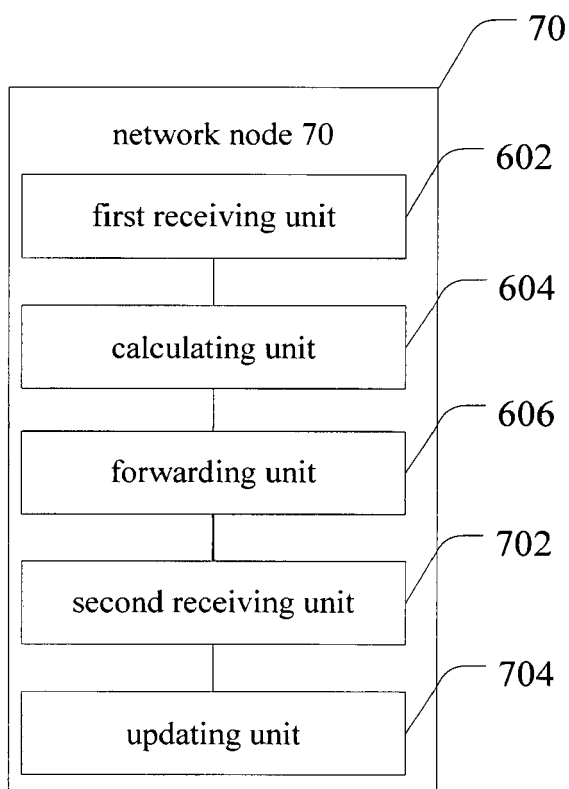 70
network node 70
602
first receiving unit
604
calculating unit
606
forwarding unit
702
second receiving unit
704
updating unit